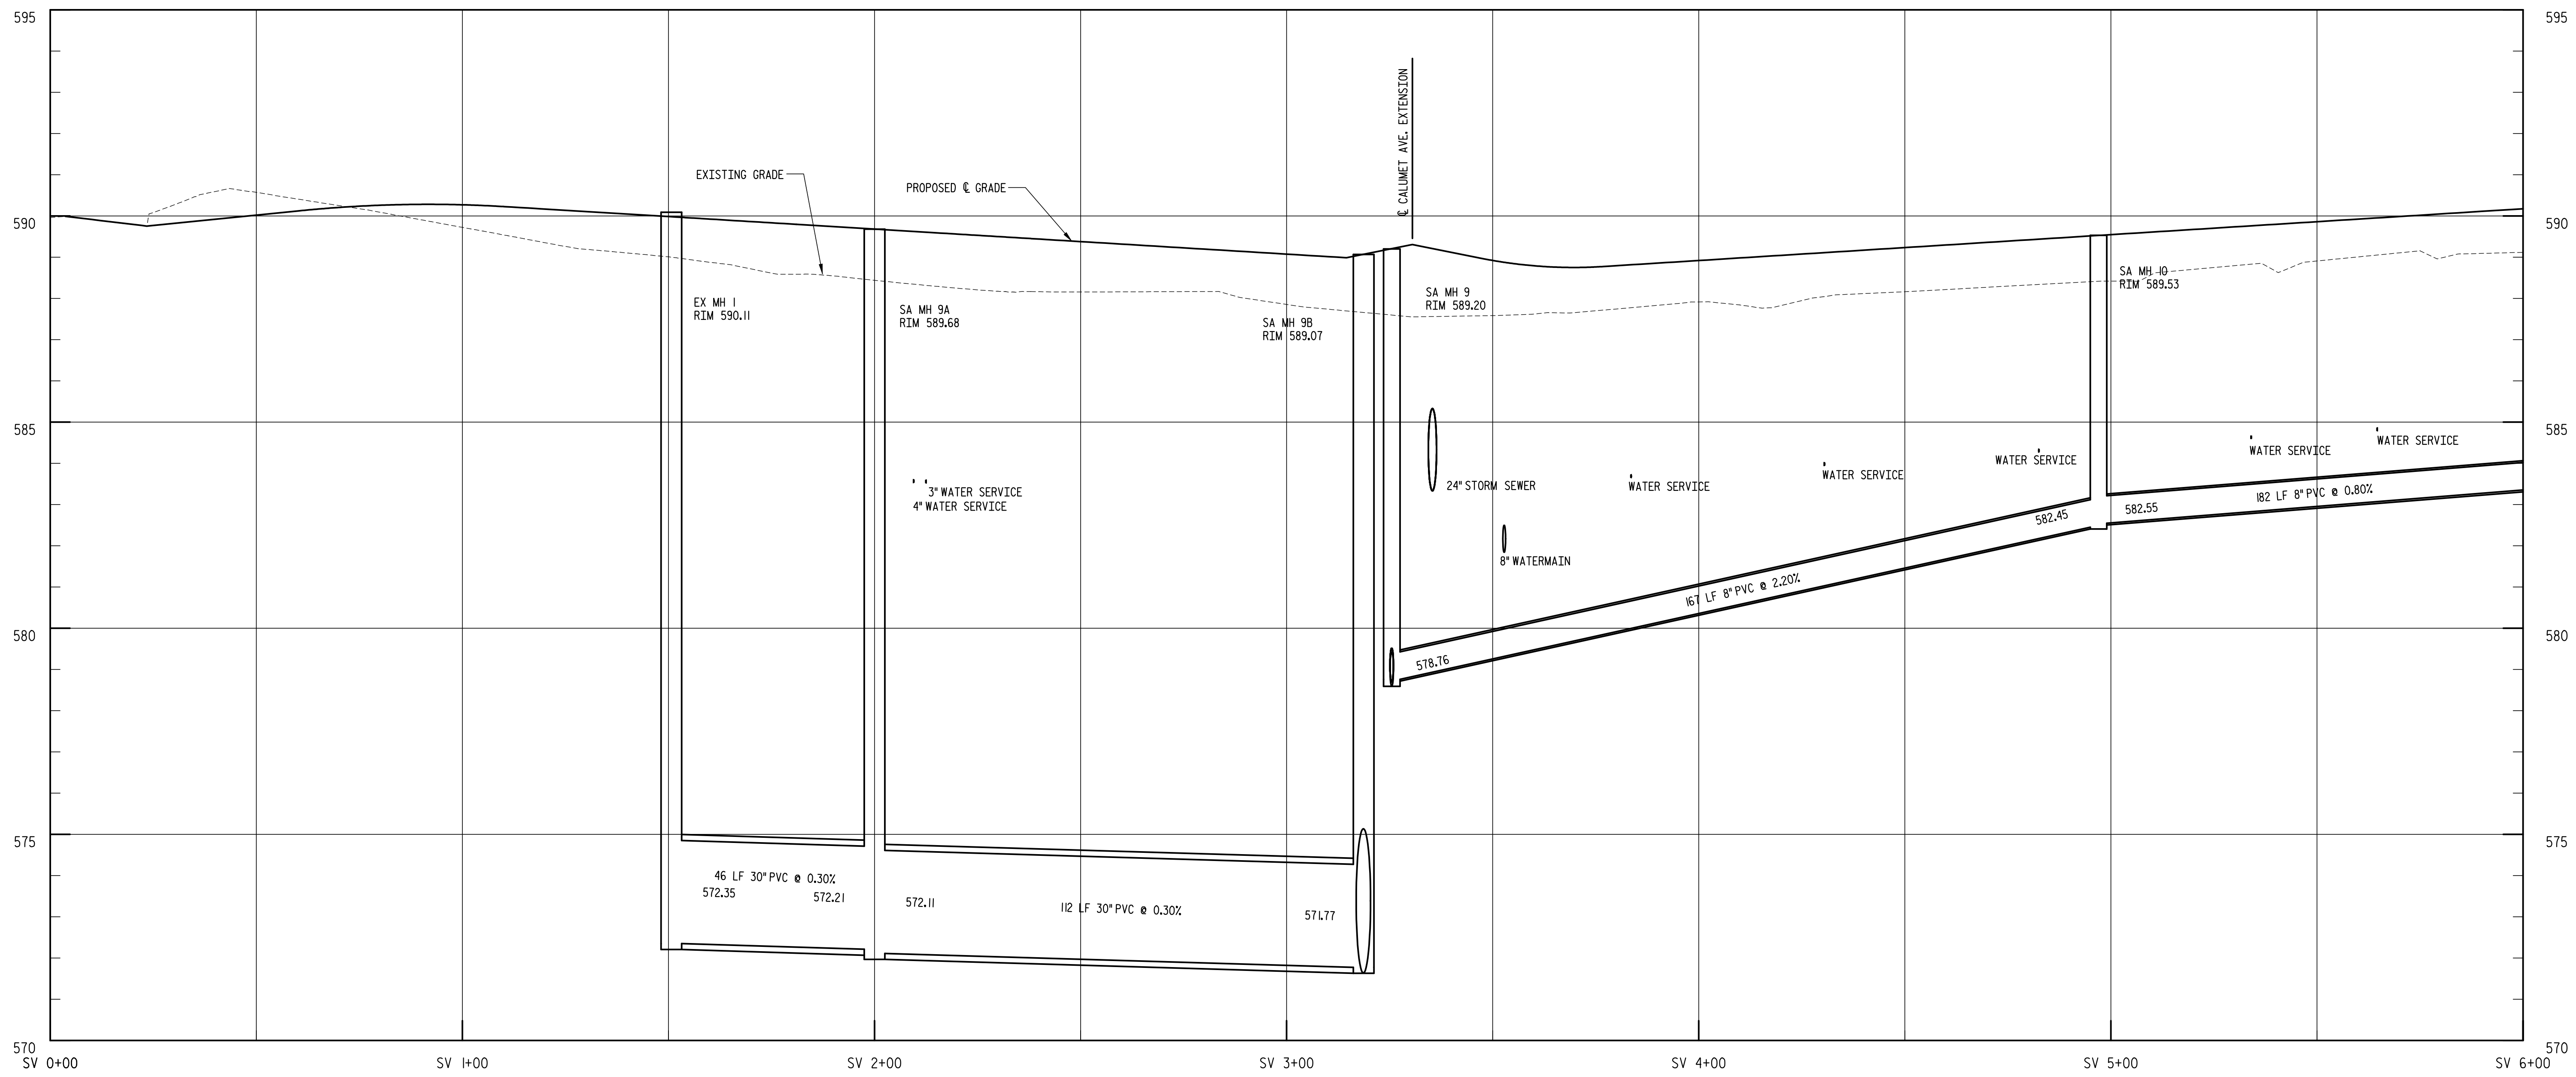 595
595
℄ CALUMET AVE. EXTENSION
EXISTING GRADE
PROPOSED ℄ GRADE
590
590
EX MH 1
RIM 590.11
SA MH 9A
RIM 589.68
SA MH 9B
RIM 589.07
SA MH 9
RIM 589.20
SA MH 10
RIM 589.53
585
585
3" WATER SERVICE
4" WATER SERVICE
24" STORM SEWER
8" WATERMAIN
WATER SERVICE
WATER SERVICE
WATER SERVICE
WATER SERVICE
WATER SERVICE
582.45
582.55
182 LF 8" PVC @ 0.80%
167 LF 8" PVC @ 2.20%
578.76
580
580
575
575
46 LF 30" PVC @ 0.30%
572.35
572.21
572.11
112 LF 30" PVC @ 0.30%
571.77
570
570
SV 0+00
SV 1+00
SV 2+00
SV 3+00
SV 4+00
SV 5+00
SV 6+00